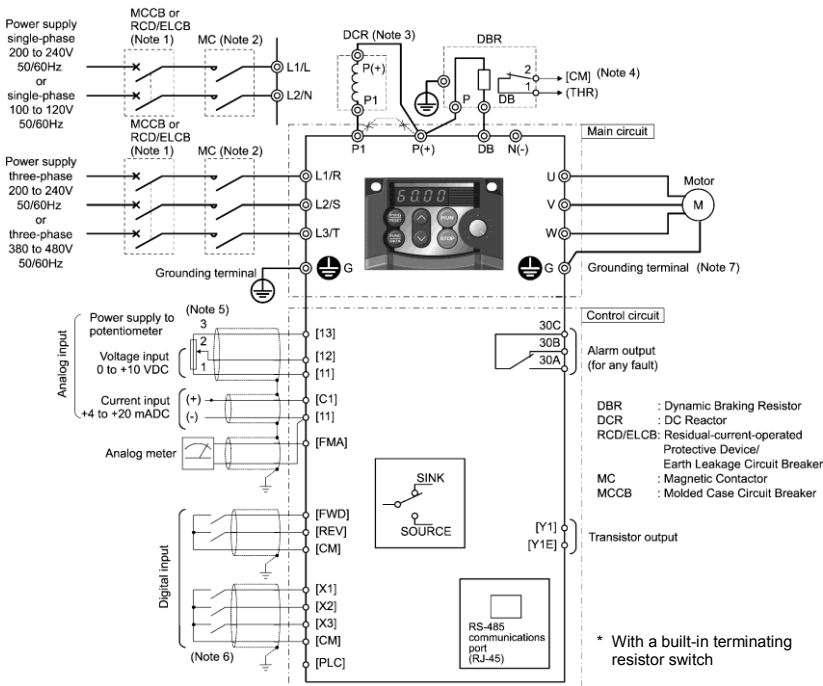 Power supply
single-phase
200 to 240V
50/60Hz
or
single-phase
100 to 120V
50/60Hz
MCCB or
RCD/ELCB
(Note 1)
MC (Note 2)
L1/L
L2/N
DCR (Note 3)
P(+)
P1
DBR
P
DB
2
1
[CM] (Note 4)
(THR)
MCCB or
RCD/ELCB
(Note 1)
MC (Note 2)
Power supply
three-phase
200 to 240V
50/60Hz
or
three-phase
380 to 480V
50/60Hz
L1/R
L2/S
L3/T
Grounding terminal
G
P1
P(+)
DB
N(-)
Main circuit
60.00
RUN
STOP
U
V
W
Motor
M
G
Grounding terminal (Note 7)
Control circuit
Analog input
Power supply to
potentiometer
(Note 5)
3
2
1
Voltage input
0 to +10 VDC
Current input
+4 to +20 mADC
(+)
(-)
Analog meter
[13]
[12]
[11]
[C1]
[11]
[FMA]
30C
30B
30A
Alarm output
(for any fault)
DBR : Dynamic Braking Resistor
DCR : DC Reactor
RCD/ELCB: Residual-current-operated
Protective Device/
Earth Leakage Circuit Breaker
MC : Magnetic Contactor
MCCB : Molded Case Circuit Breaker
SINK
SOURCE
Digital input
[FWD]
[REV]
[CM]
[X1]
[X2]
[X3]
[CM]
(Note 6)
[PLC]
[Y1]
[Y1E]
Transistor output
RS-485
communications
port
(RJ-45)
* With a built-in terminating
resistor switch